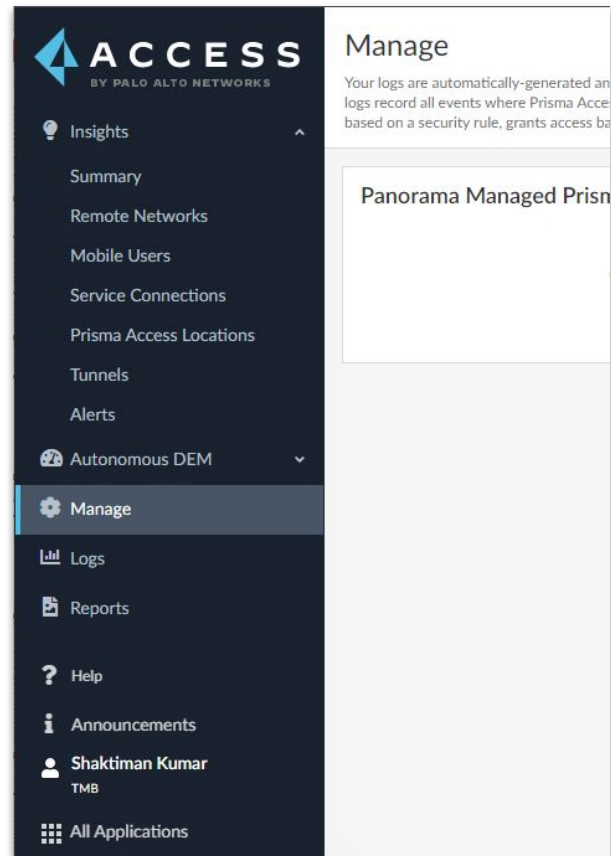 ACCESS
BY PALO ALTO NETWORKS
Insights
Summary
Remote Networks
Mobile Users
Service Connections
Prisma Access Locations
Tunnels
Alerts
Autonomous DEM
Manage
Logs
Reports
Help
Announcements
Shaktiman Kumar
TMB
All Applications
Manage
Your logs are automatically-generated an
logs record all events where Prisma Acce
based on a security rule, grants access ba
Panorama Managed Prism